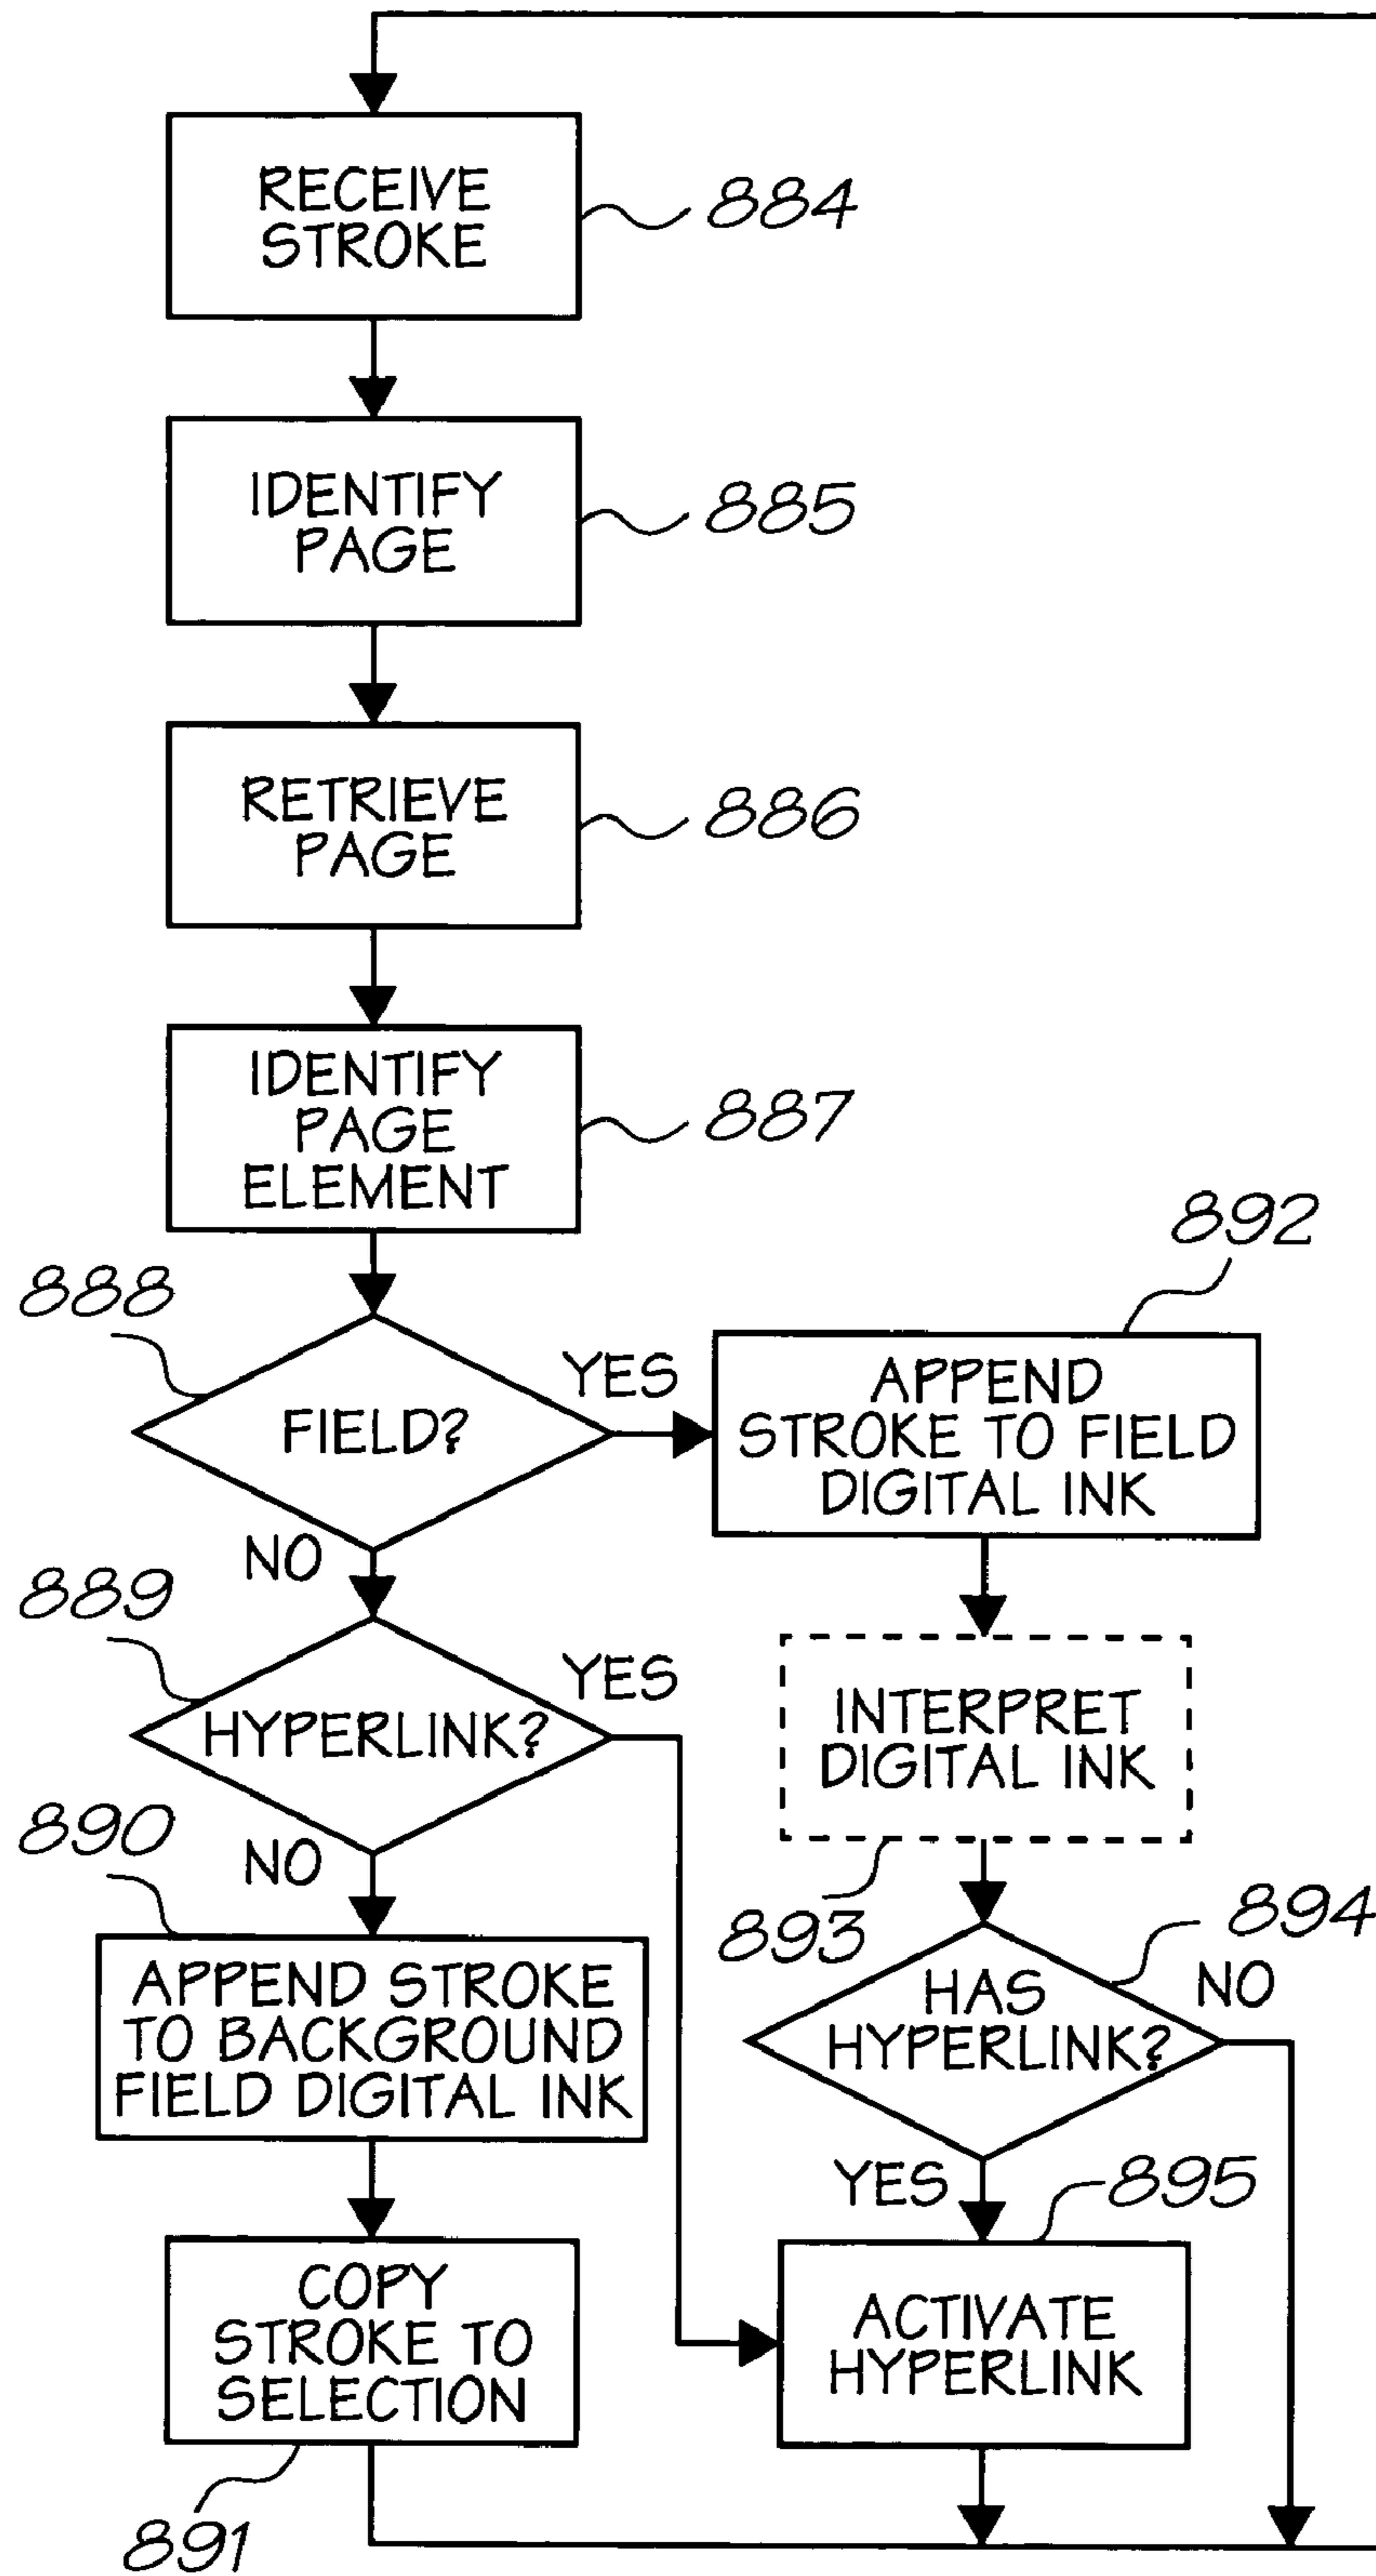 RECEIVE
STROKE
884
IDENTIFY
PAGE
885
RETRIEVE
PAGE
886
IDENTIFY
PAGE
ELEMENT
887
888
FIELD?
YES
NO
892
APPEND
STROKE TO FIELD
DIGITAL INK
889
HYPERLINK?
YES
NO
INTERPRET
DIGITAL INK
893
890
APPEND STROKE
TO BACKGROUND
FIELD DIGITAL INK
894
HAS
HYPERLINK?
NO
YES
895
COPY
STROKE TO
SELECTION
891
ACTIVATE
HYPERLINK